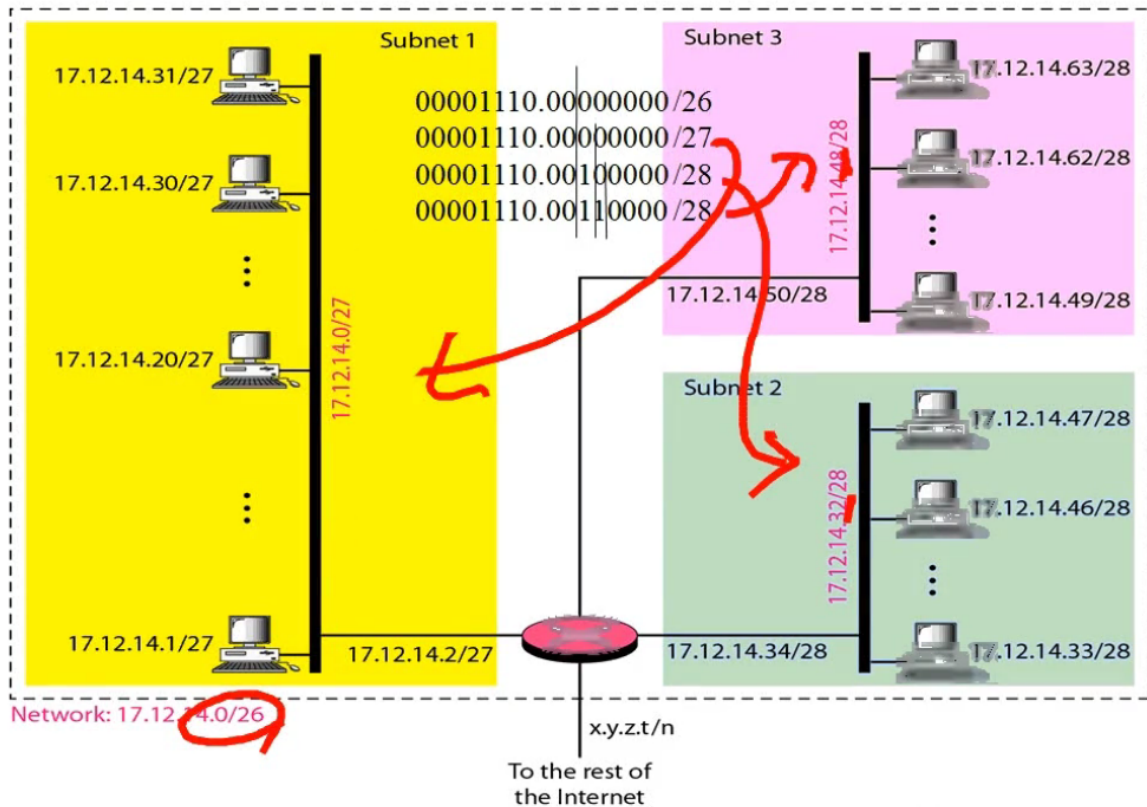 Subnet 1
17.12.14.31/27
17.12.14.30/27
17.12.14.20/27
17.12.14.1/27
17.12.14.0/27
17.12.14.2/27
00001110.00000000 /26
00001110.00000000 /27
00001110.00100000 /28
00001110.00110000 /28
Subnet 3
17.12.14.63/28
17.12.14.62/28
17.12.14.49/28
17.12.14.48/28
17.12.14.50/28
Subnet 2
17.12.14.47/28
17.12.14.46/28
17.12.14.33/28
17.12.14.32/28
17.12.14.34/28
Network: 17.12.14.0/26
x.y.z.t/n
To the rest of
the Internet